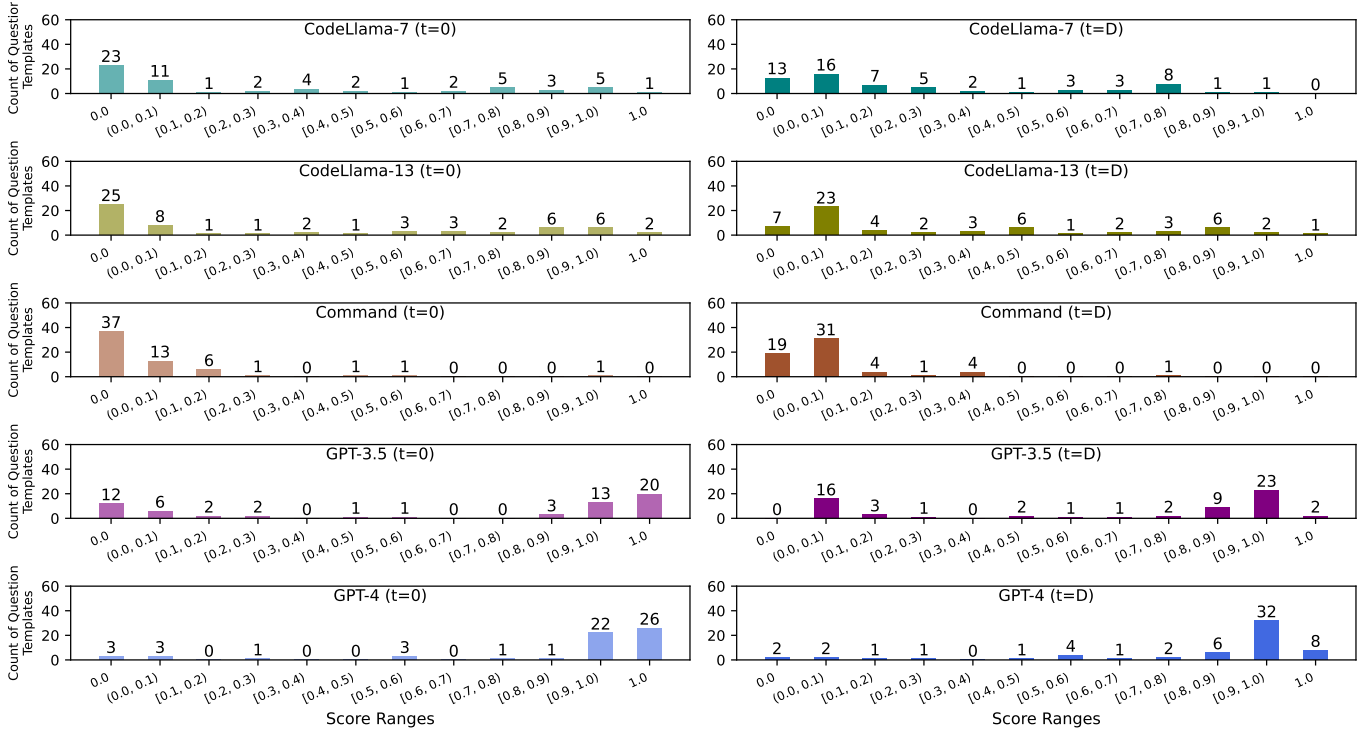 Count of Question
Templates
60
40
20
0
CodeLlama-7 (t=0)
23 11 1 2 4 2 1 2 5 3 5 1
0.0 (0.0, 0.1) [0.1, 0.2) [0.2, 0.3) [0.3, 0.4) [0.4, 0.5) [0.5, 0.6) [0.6, 0.7) [0.7, 0.8) [0.8, 0.9) [0.9, 1.0) 1.0
60
40
20
0
CodeLlama-7 (t=D)
13 16 7 5 2 1 3 3 8 1 1 0
0.0 (0.0, 0.1) [0.1, 0.2) [0.2, 0.3) [0.3, 0.4) [0.4, 0.5) [0.5, 0.6) [0.6, 0.7) [0.7, 0.8) [0.8, 0.9) [0.9, 1.0) 1.0
Count of Question
Templates
60
40
20
0
CodeLlama-13 (t=0)
25 8 1 1 2 1 3 3 2 6 6 2
0.0 (0.0, 0.1) [0.1, 0.2) [0.2, 0.3) [0.3, 0.4) [0.4, 0.5) [0.5, 0.6) [0.6, 0.7) [0.7, 0.8) [0.8, 0.9) [0.9, 1.0) 1.0
60
40
20
0
CodeLlama-13 (t=D)
7 23 4 2 3 6 1 2 3 6 2 1
0.0 (0.0, 0.1) [0.1, 0.2) [0.2, 0.3) [0.3, 0.4) [0.4, 0.5) [0.5, 0.6) [0.6, 0.7) [0.7, 0.8) [0.8, 0.9) [0.9, 1.0) 1.0
Count of Question
Templates
60
40
20
0
Command (t=0)
37 13 6 1 0 1 1 0 0 0 1 0
0.0 (0.0, 0.1) [0.1, 0.2) [0.2, 0.3) [0.3, 0.4) [0.4, 0.5) [0.5, 0.6) [0.6, 0.7) [0.7, 0.8) [0.8, 0.9) [0.9, 1.0) 1.0
60
40
20
0
Command (t=D)
19 31 4 1 4 0 0 0 1 0 0 0
0.0 (0.0, 0.1) [0.1, 0.2) [0.2, 0.3) [0.3, 0.4) [0.4, 0.5) [0.5, 0.6) [0.6, 0.7) [0.7, 0.8) [0.8, 0.9) [0.9, 1.0) 1.0
Count of Question
Templates
60
40
20
0
GPT-3.5 (t=0)
12 6 2 2 0 1 1 0 0 3 13 20
0.0 (0.0, 0.1) [0.1, 0.2) [0.2, 0.3) [0.3, 0.4) [0.4, 0.5) [0.5, 0.6) [0.6, 0.7) [0.7, 0.8) [0.8, 0.9) [0.9, 1.0) 1.0
60
40
20
0
GPT-3.5 (t=D)
0 16 3 1 0 2 1 1 2 9 23 2
0.0 (0.0, 0.1) [0.1, 0.2) [0.2, 0.3) [0.3, 0.4) [0.4, 0.5) [0.5, 0.6) [0.6, 0.7) [0.7, 0.8) [0.8, 0.9) [0.9, 1.0) 1.0
Count of Question
Templates
60
40
20
0
GPT-4 (t=0)
3 3 0 1 0 0 3 0 1 1 22 26
0.0 (0.0, 0.1) [0.1, 0.2) [0.2, 0.3) [0.3, 0.4) [0.4, 0.5) [0.5, 0.6) [0.6, 0.7) [0.7, 0.8) [0.8, 0.9) [0.9, 1.0) 1.0
Score Ranges
60
40
20
0
GPT-4 (t=D)
2 2 1 1 0 1 4 1 2 6 32 8
0.0 (0.0, 0.1) [0.1, 0.2) [0.2, 0.3) [0.3, 0.4) [0.4, 0.5) [0.5, 0.6) [0.6, 0.7) [0.7, 0.8) [0.8, 0.9) [0.9, 1.0) 1.0
Score Ranges